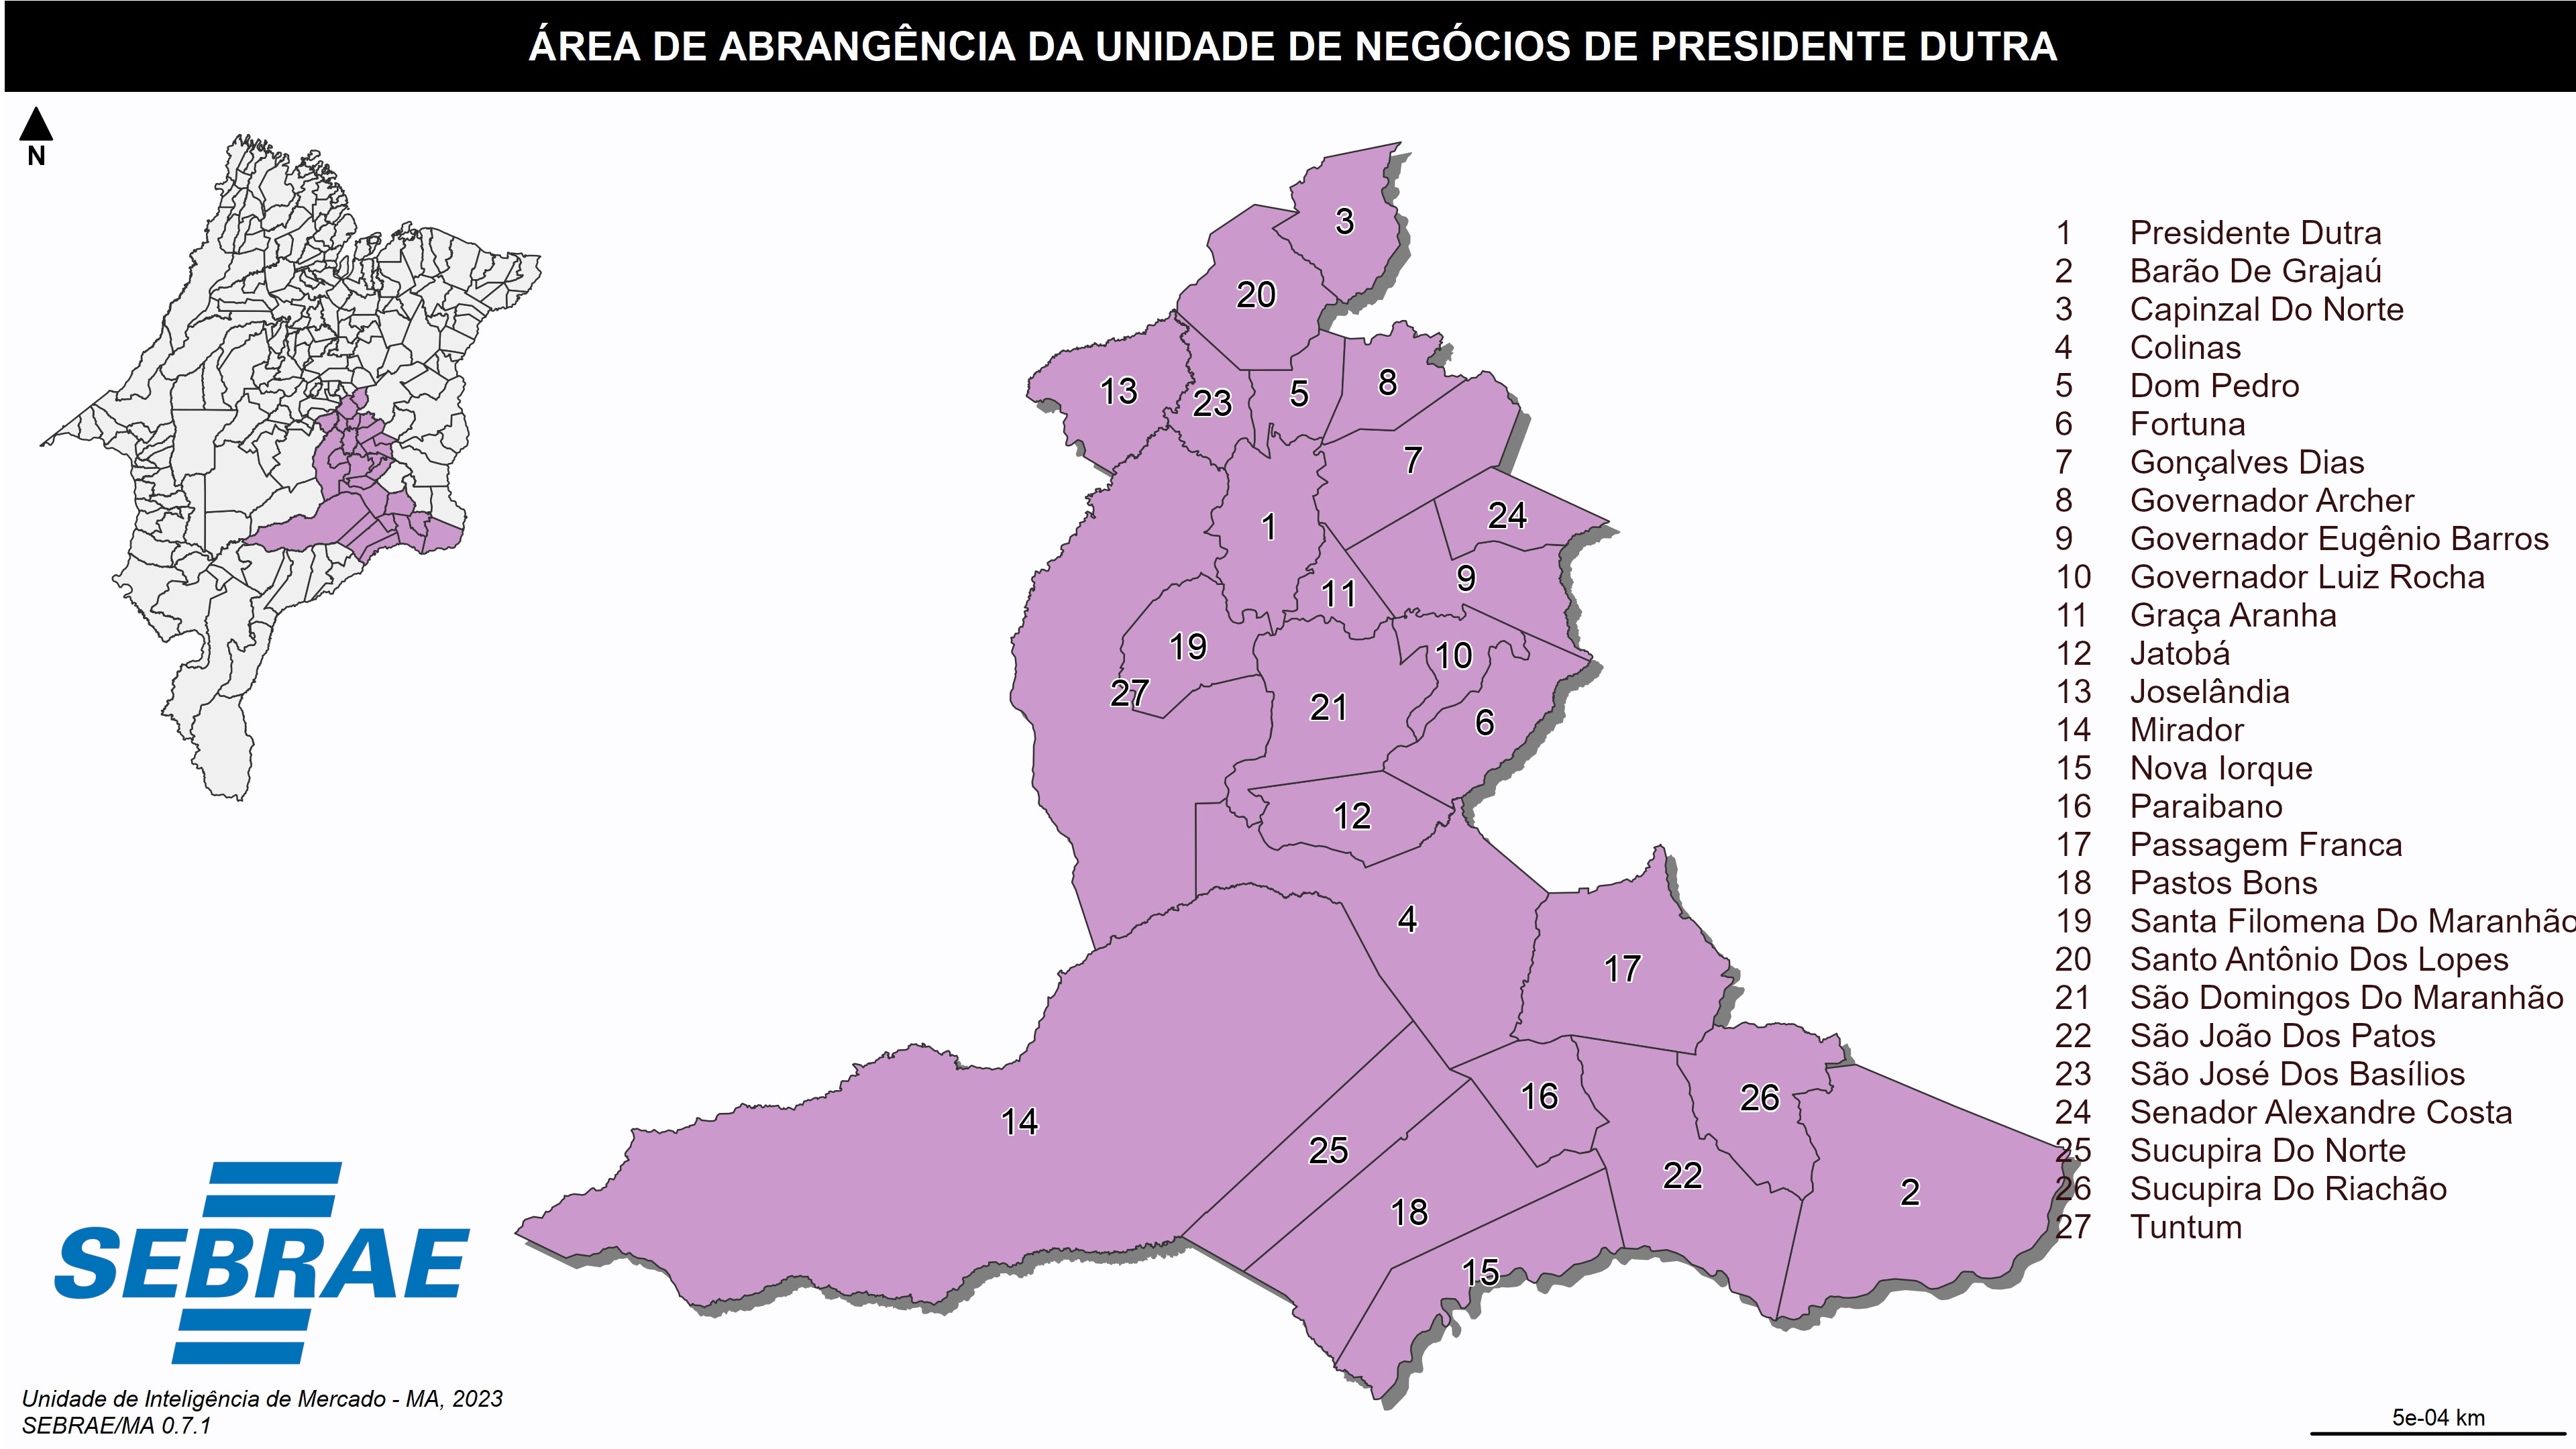 ÁREA DE ABRANGÊNCIA DA UNIDADE DE NEGÓCIOS DE PRESIDENTE DUTRA
N
3
20
13
23
5
8
7
24
1
9
11
19
10
27
21
6
12
4
17
14
16
26
25
22
2
18
15
1 Presidente Dutra
2 Barão De Grajaú
3 Capinzal Do Norte
4 Colinas
5 Dom Pedro
6 Fortuna
7 Gonçalves Dias
8 Governador Archer
9 Governador Eugênio Barros
10 Governador Luiz Rocha
11 Graça Aranha
12 Jatobá
13 Joselândia
14 Mirador
15 Nova Iorque
16 Paraibano
17 Passagem Franca
18 Pastos Bons
19 Santa Filomena Do Maranhão
20 Santo Antônio Dos Lopes
21 São Domingos Do Maranhão
22 São João Dos Patos
23 São José Dos Basílios
24 Senador Alexandre Costa
25 Sucupira Do Norte
26 Sucupira Do Riachão
27 Tuntum
SEBRAE
Unidade de Inteligência de Mercado - MA, 2023
SEBRAE/MA 0.7.1
5e-04 km